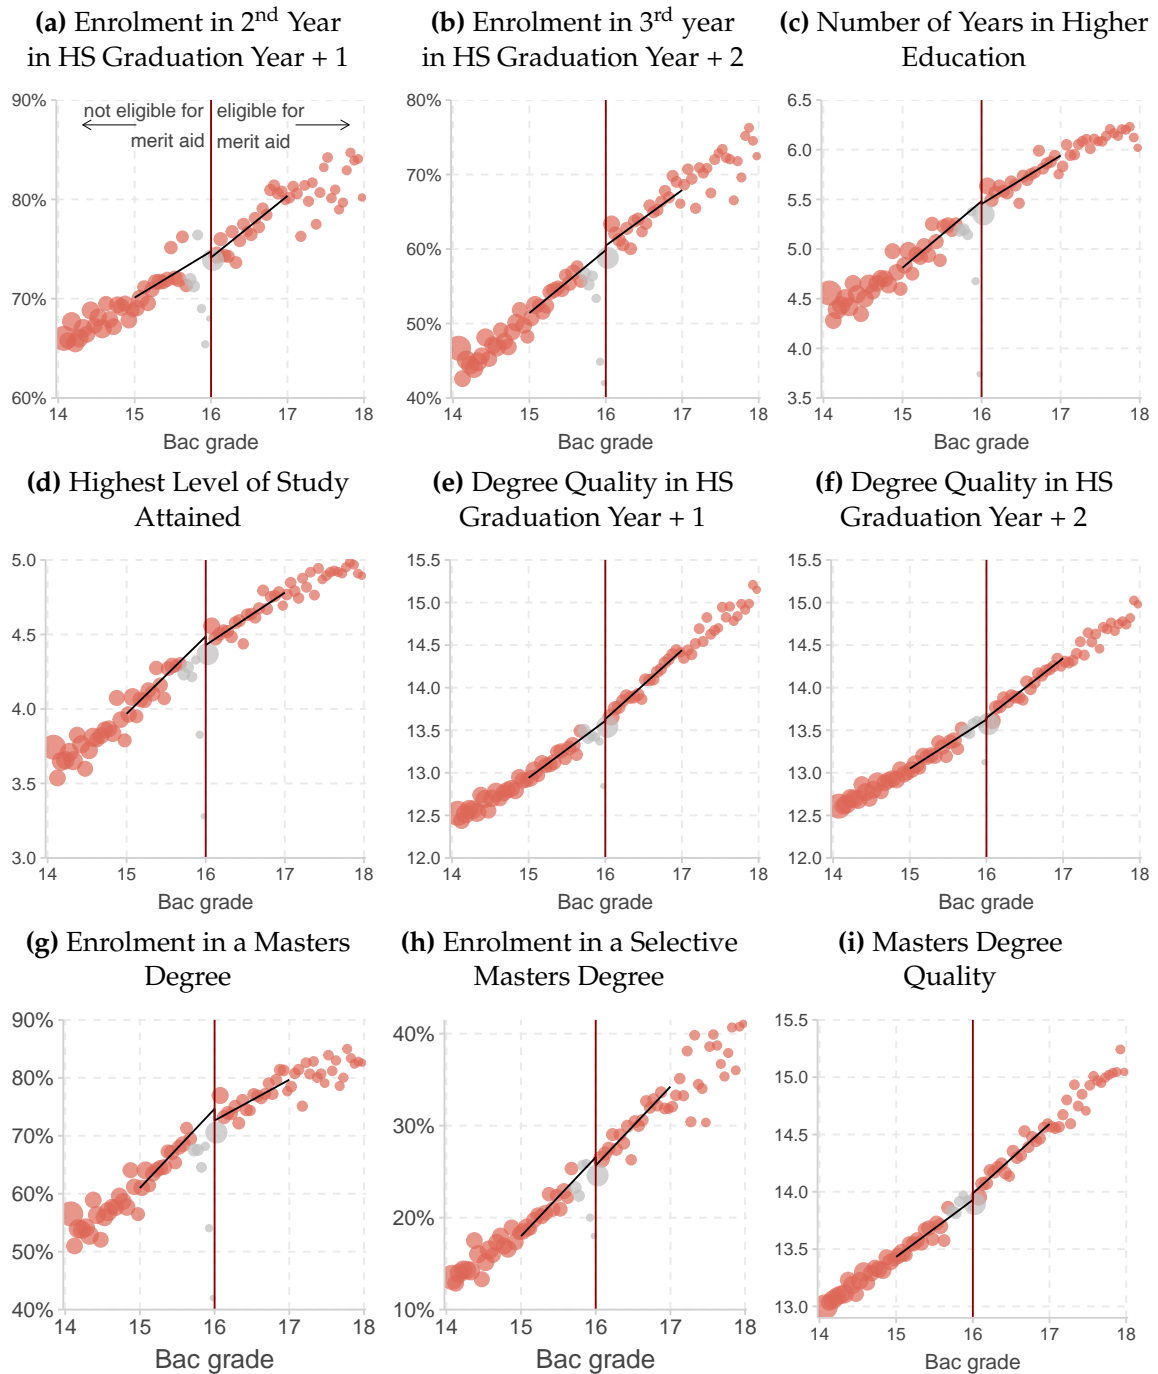 (a) Enrolment in 2nd Year
in HS Graduation Year + 1
(b) Enrolment in 3rd year
in HS Graduation Year + 2
(c) Number of Years in Higher
Education
90%
80%
70%
60%
not eligible for
merit aid
eligible for
merit aid
14 15 16 17 18
Bac grade
80%
70%
60%
50%
40%
14 15 16 17 18
Bac grade
6.5
6.0
5.5
5.0
4.5
4.0
3.5
14 15 16 17 18
Bac grade
(d) Highest Level of Study
Attained
(e) Degree Quality in HS
Graduation Year + 1
(f) Degree Quality in HS
Graduation Year + 2
5.0
4.5
4.0
3.5
3.0
14 15 16 17 18
Bac grade
15.5
15.0
14.5
14.0
13.5
13.0
12.5
12.0
14 15 16 17 18
Bac grade
15.5
15.0
14.5
14.0
13.5
13.0
12.5
12.0
14 15 16 17 18
Bac grade
(g) Enrolment in a Masters
Degree
(h) Enrolment in a Selective
Masters Degree
(i) Masters Degree
Quality
90%
80%
70%
60%
50%
40%
14 15 16 17 18
Bac grade
40%
30%
20%
10%
14 15 16 17 18
Bac grade
15.5
15.0
14.5
14.0
13.5
13.0
14 15 16 17 18
Bac grade